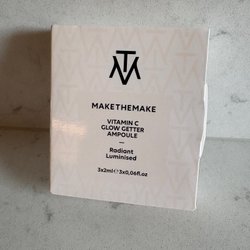 MAKETHEMAKE
VITAMIN C
GLOW GETTER
AMPOULE
—
Radiant
Luminised
3x2ml℮3x0,06fl.oz